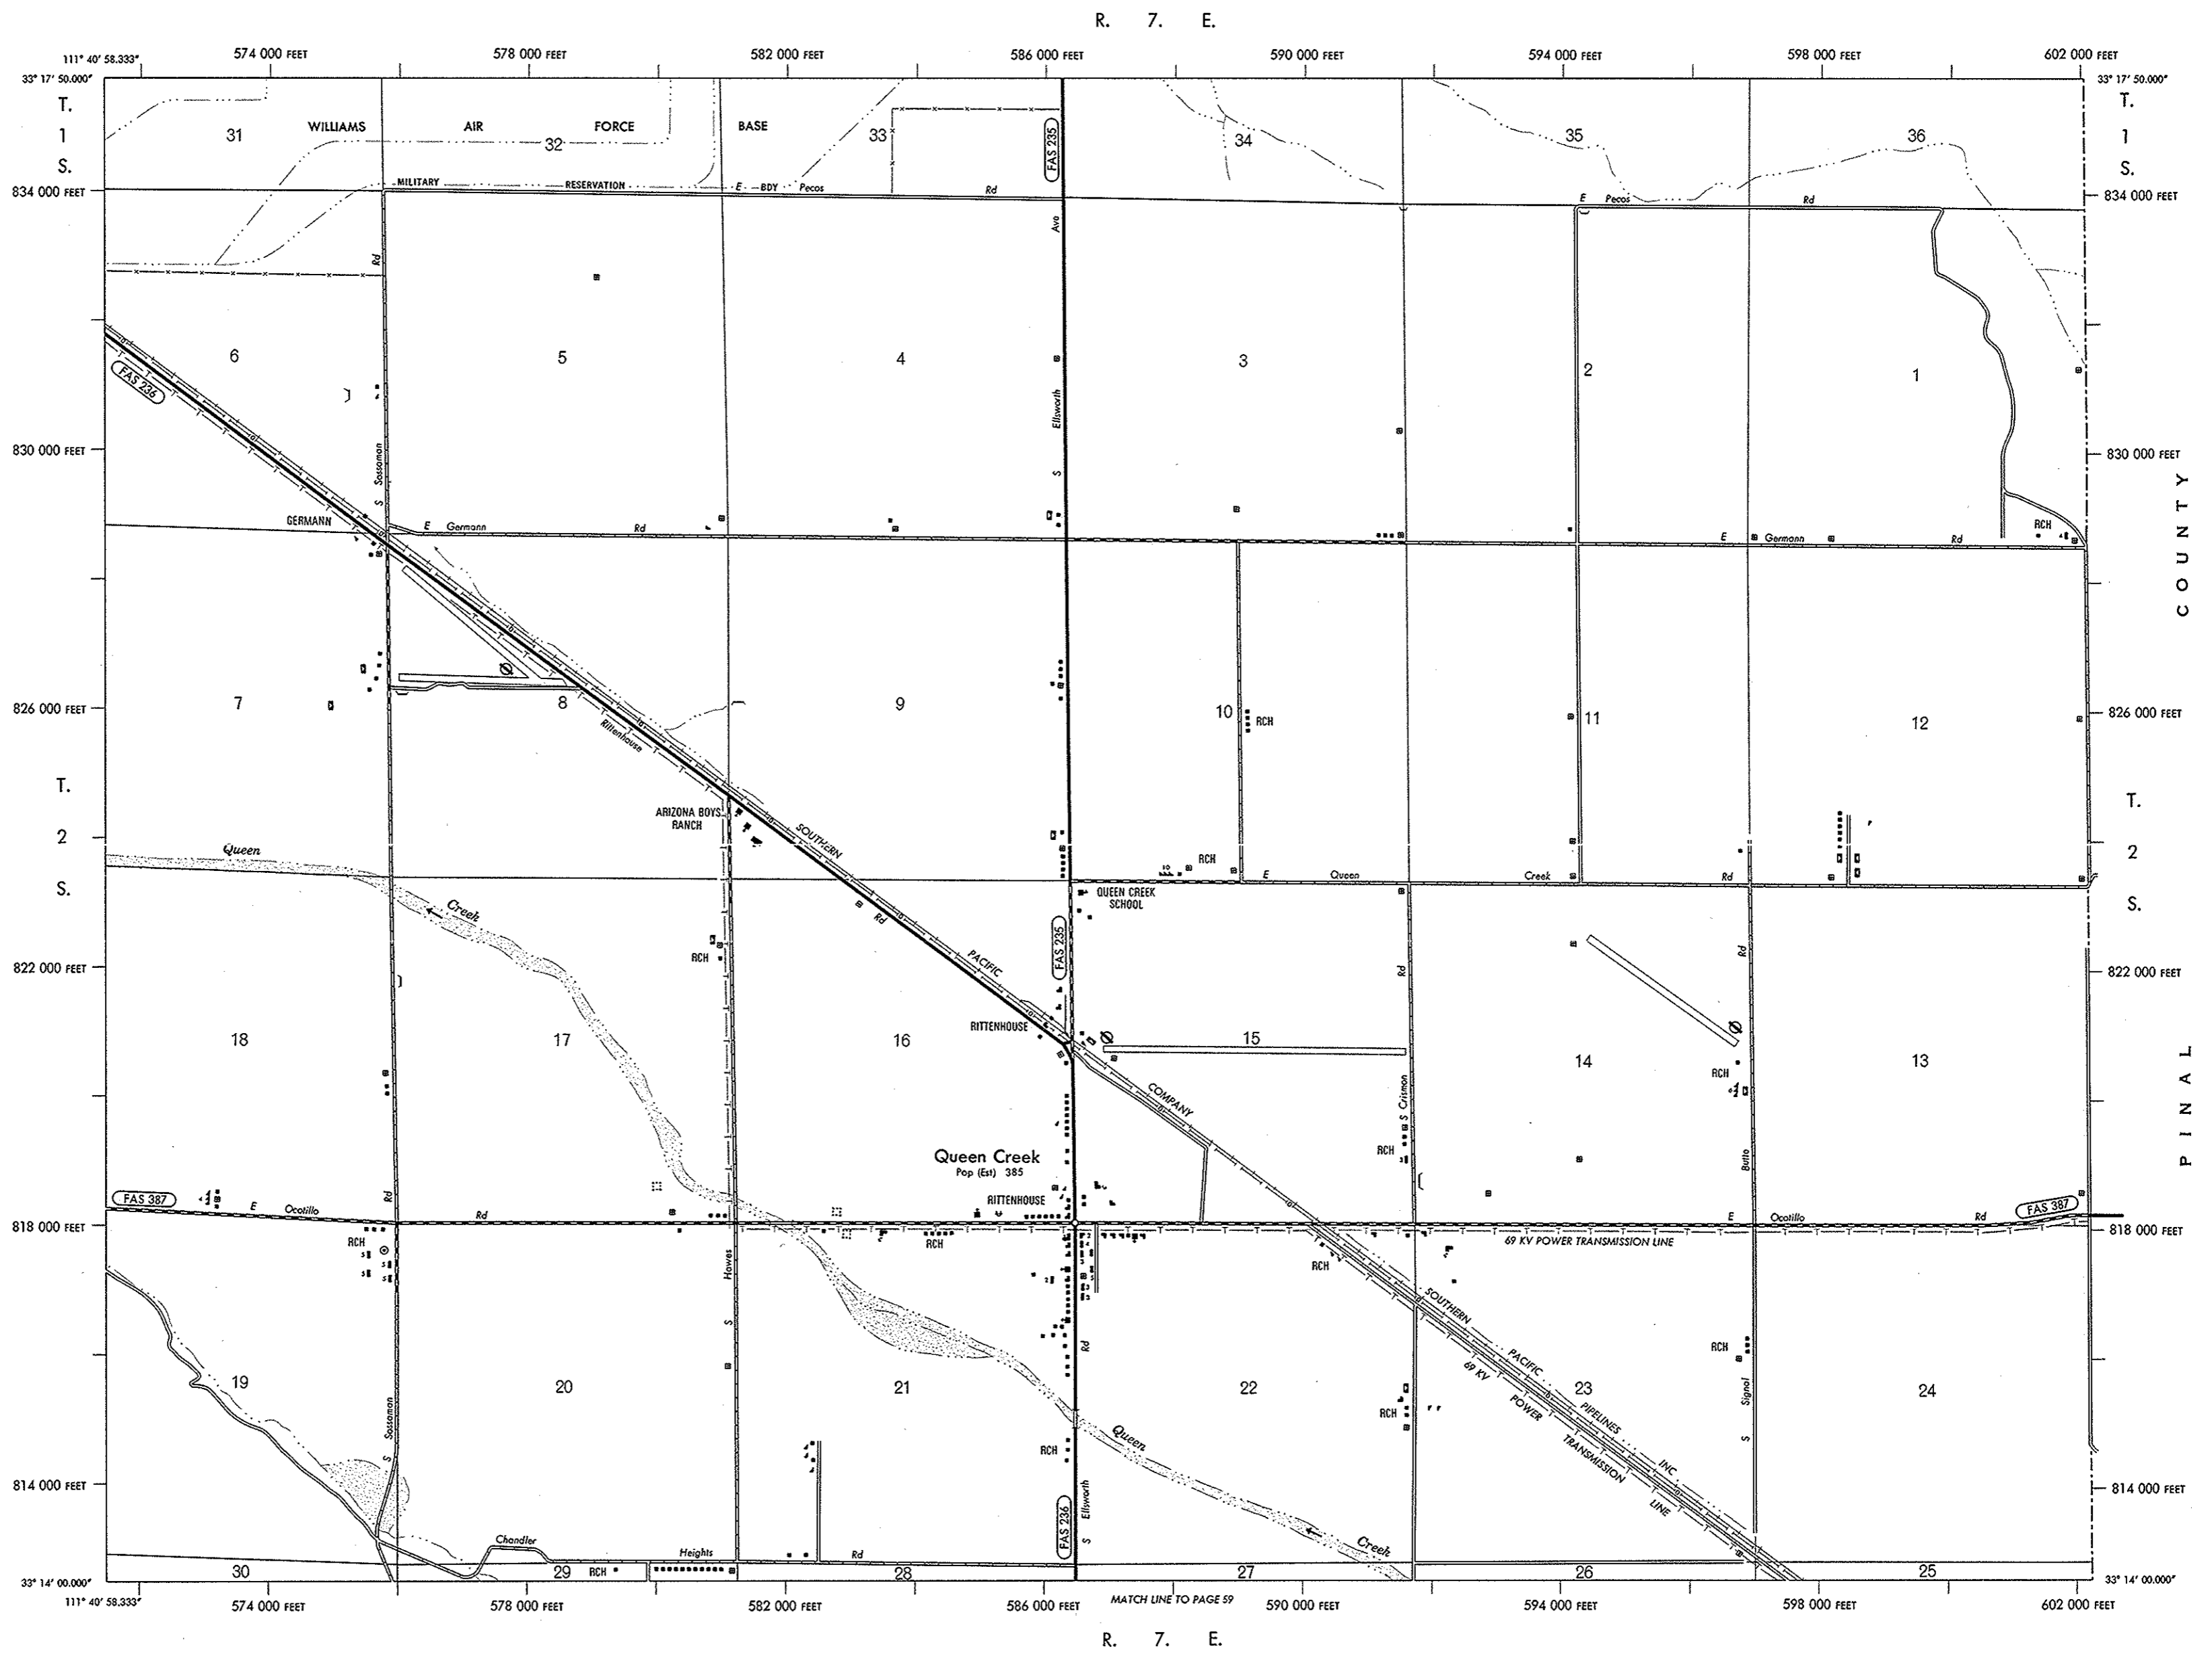 R. 7. E.
574 000 FEET 578 000 FEET 582 000 FEET 586 000 FEET 590 000 FEET 594 000 FEET 598 000 FEET 602 000 FEET
111° 40' 58.333"
33° 17' 50.000" 33° 17' 50.000"
T. T.
1 1
S. S.
31 WILLIAMS AIR FORCE BASE 32 33 FAS 235 34 35 36
834 000 FEET 834 000 FEET
MILITARY RESERVATION E BDY Pecos Rd
E Pecos Rd
Rd
Ave
6 5 4 3 2 1
FAS 236
Ellsworth
S
830 000 FEET 830 000 FEET
Sossaman
S
COUNTY
GERMANN E Germann Rd
E Germann Rd
RCH
7 8 9 10 RCH 11 12
826 000 FEET 826 000 FEET
Rittenhouse
T. T.
2 2
S. S.
ARIZONA BOYS
RANCH
SOUTHERN
Queen
Creek
RCH E Queen Creek Rd
10
QUEEN CREEK
SCHOOL
Rd
FAS 235
RCH
PACIFIC
Rd Rd
822 000 FEET 822 000 FEET
18 17 16 RITTENHOUSE 15 14 13
RCH
COMPANY
S Crismon
RCH
Butte
PINAL
Queen Creek
Pop (Est) 385
RITTENHOUSE
FAS 387 E Ocotillo Rd Rd
E Ocotillo Rd FAS 387
818 000 FEET 818 000 FEET
69 KV POWER TRANSMISSION LINE
RCH RCH RCH
Hawes
S
SOUTHERN
PACIFIC
PIPELINES
INC
69 KV
POWER
TRANSMISSION
LINE
Rd
RCH
19 20 21 22 23 24
Signal
S
RCH
Sossaman
S
RCH
Queen
Creek
814 000 FEET 814 000 FEET
FAS 236
Ellsworth
S
Chandler Heights Rd
30 29 RCH 28 27 26 25
33° 14' 00.000" 33° 14' 00.000"
111° 40' 58.333"
574 000 FEET 578 000 FEET 582 000 FEET 586 000 FEET MATCH LINE TO PAGE 59 590 000 FEET 594 000 FEET 598 000 FEET 602 000 FEET
R. 7. E.